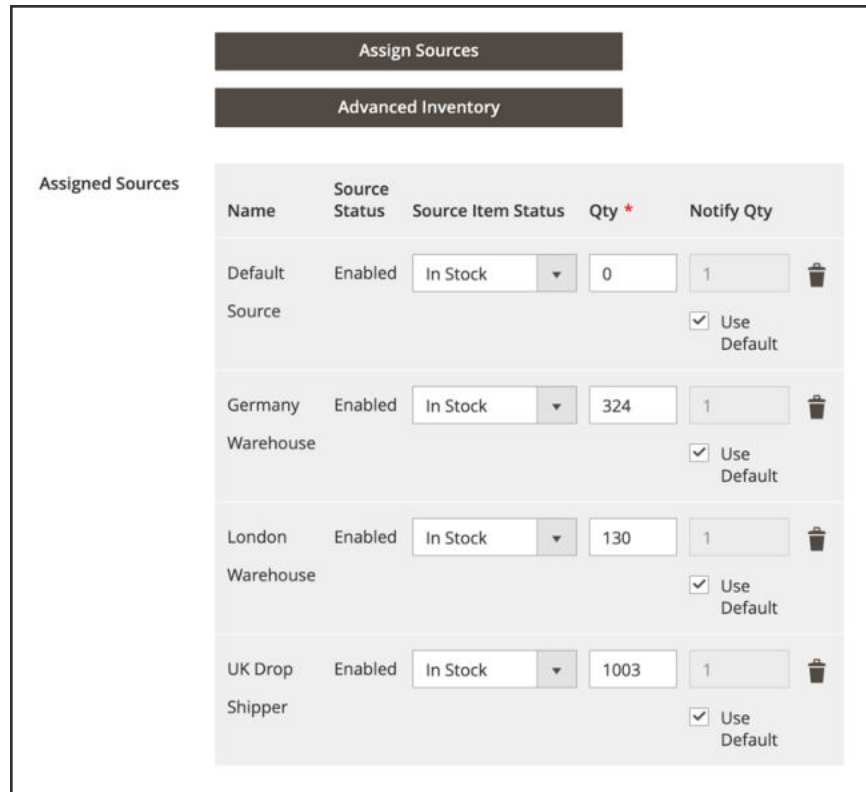 Assign Sources
Advanced Inventory
Assigned Sources
Name
Source
Status
Source Item Status
Qty *
Notify Qty
Default
Source
Enabled
In Stock
0
1
Use
Default
Germany
Warehouse
Enabled
In Stock
324
1
Use
Default
London
Warehouse
Enabled
In Stock
130
1
Use
Default
UK Drop
Shipper
Enabled
In Stock
1003
1
Use
Default